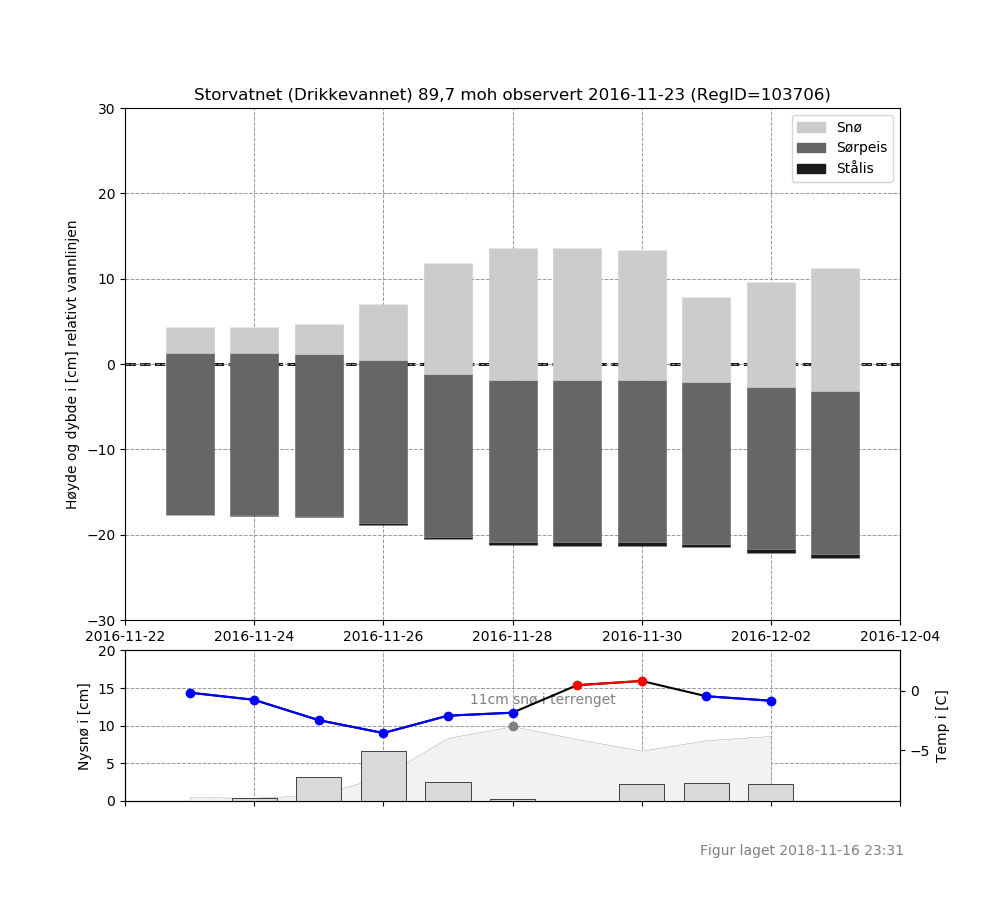 Storvatnet (Drikkevannet) 89,7 moh observert 2016-11-23 (RegID=103706)
Snø
Sørpeis
Stålis
Høyde og dybde i [cm] relativt vannlinjen
30
20
10
0
−10
−20
−30
2016-11-22 2016-11-24 2016-11-26 2016-11-28 2016-11-30 2016-12-02 2016-12-04
Nysnø i [cm]
20
15
10
5
0
11cm snø i terrenget
0
−5
Temp i [C]
Figur laget 2018-11-16 23:31